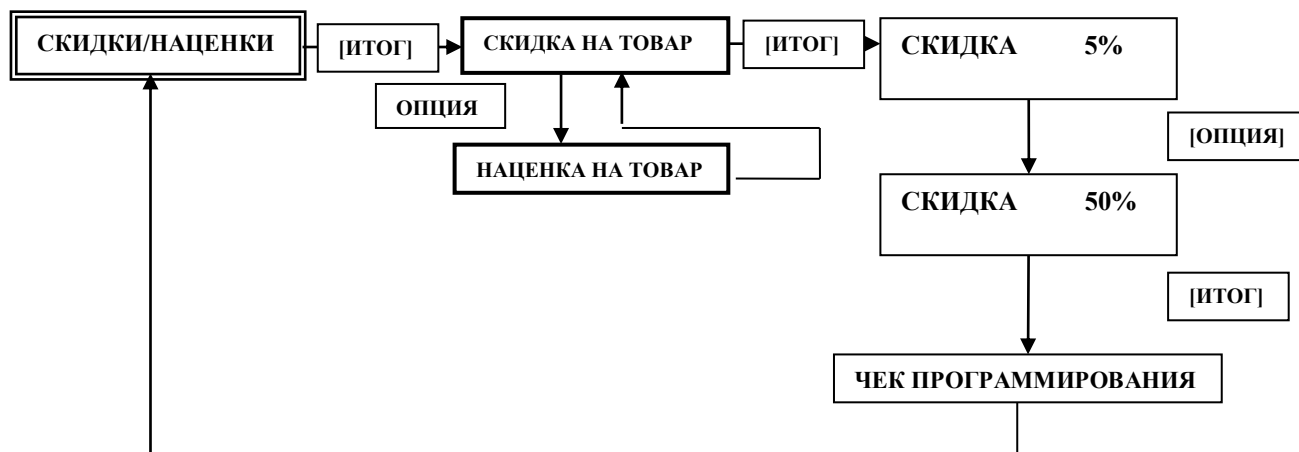 СКИДКИ/НАЦЕНКИ
[ИТОГ]
СКИДКА НА ТОВАР
[ИТОГ]
СКИДКА 5%
ОПЦИЯ
[ОПЦИЯ]
НАЦЕНКА НА ТОВАР
СКИДКА 50%
[ИТОГ]
ЧЕК ПРОГРАММИРОВАНИЯ